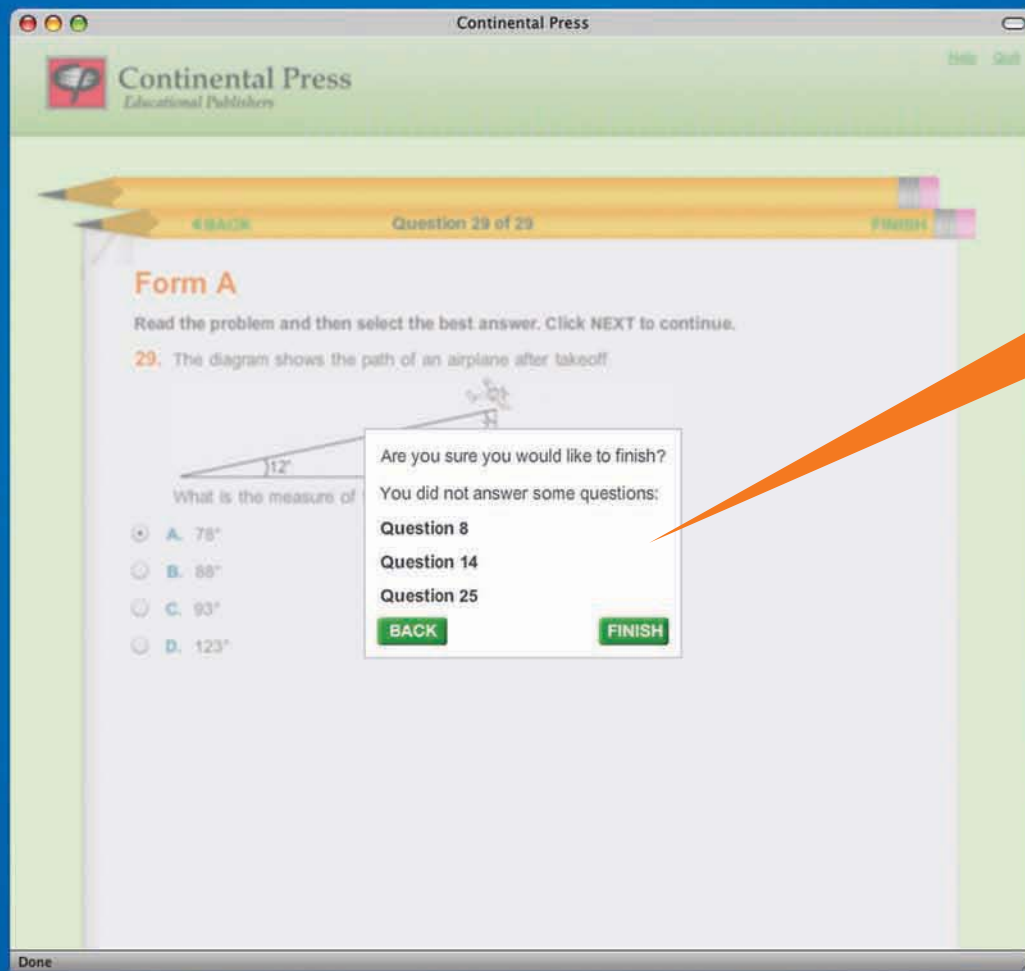 Continental Press
Continental Press
Educational Publishers
Help Quit
BACK Question 29 of 29 FINISH
Form A
Read the problem and then select the best answer. Click NEXT to continue.
29. The diagram shows the path of an airplane after takeoff
12°
What is the measure of
A. 78°
B. 88°
C. 93°
D. 123°
Are you sure you would like to finish?
You did not answer some questions:
Question 8
Question 14
Question 25
BACK FINISH
Done